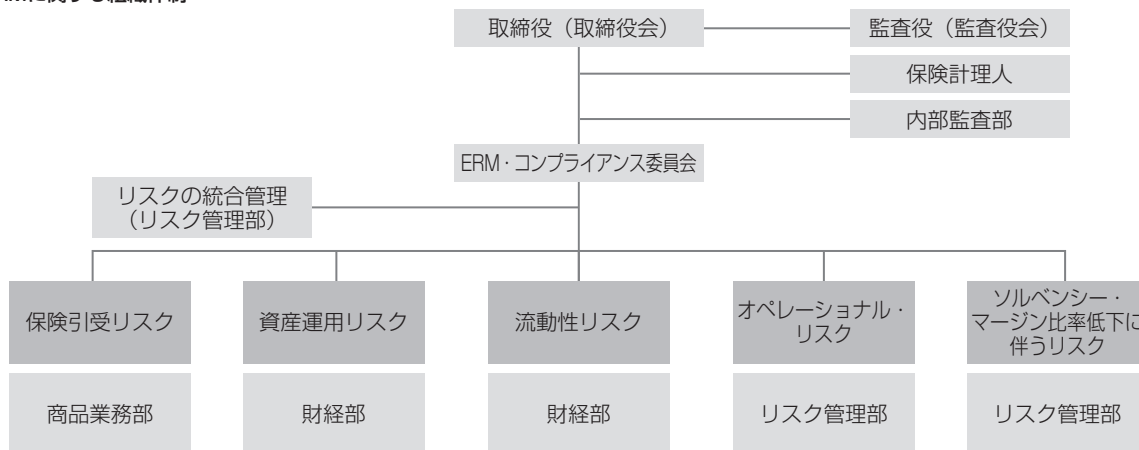 取締役（取締役会）
監査役（監査役会）
保険計理人
内部監査部
ERM・コンプライアンス委員会
リスクの統合管理
（リスク管理部）
保険引受リスク
資産運用リスク
流動性リスク
オペレーショナル・
リスク
ソルベンシー・
マージン比率低下に
伴うリスク
商品業務部
財経部
財経部
リスク管理部
リスク管理部